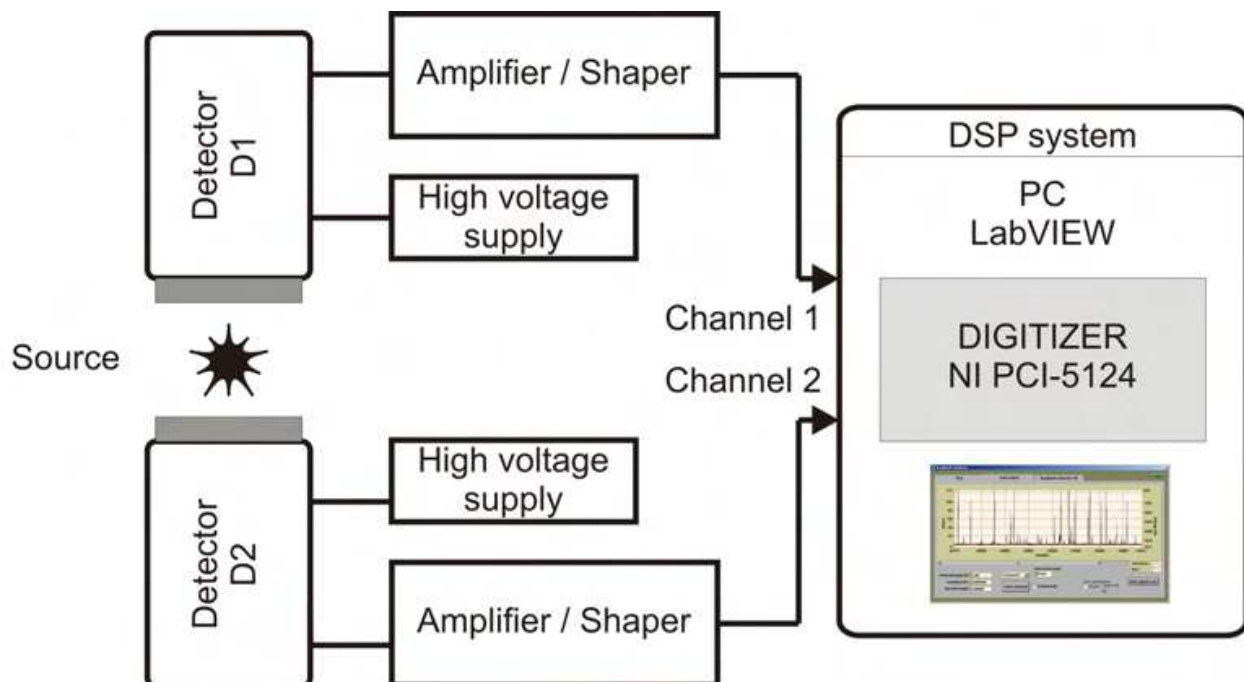 Detector
D1
Amplifier / Shaper
High voltage
supply
DSP system
PC
LabVIEW
Channel 1
Source
DIGITIZER
NI PCI-5124
Channel 2
High voltage
supply
Detector
D2
Amplifier / Shaper